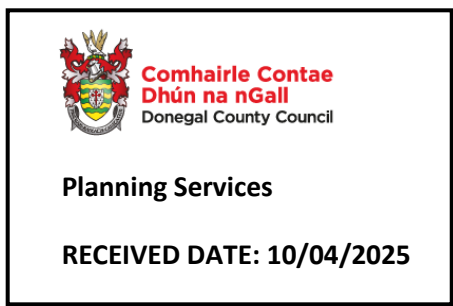 Comhairle Contae
Dhún na nGall
Donegal County Council
Planning Services
RECEIVED DATE: 10/04/2025